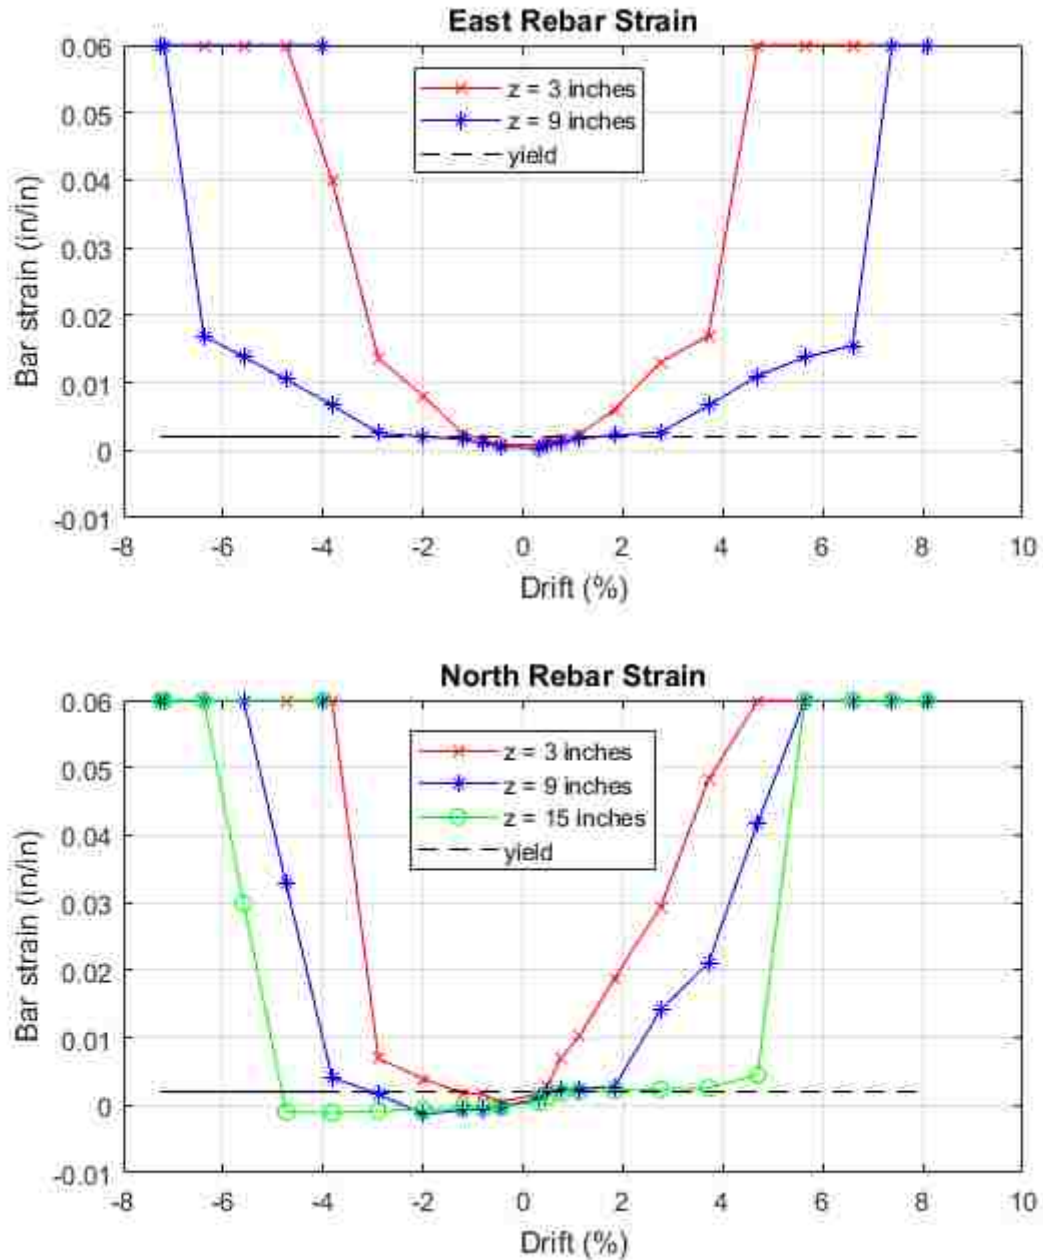 East Rebar Strain
0.06
0.05
0.04
0.03
0.02
0.01
0
-0.01
Bar strain (in/in)
z = 3 inches
z = 9 inches
yield
-8 -6 -4 -2 0 2 4 6 8 10
Drift (%)
North Rebar Strain
0.06
0.05
0.04
0.03
0.02
0.01
0
-0.01
Bar strain (in/in)
z = 3 inches
z = 9 inches
z = 15 inches
yield
-8 -6 -4 -2 0 2 4 6 8 10
Drift (%)